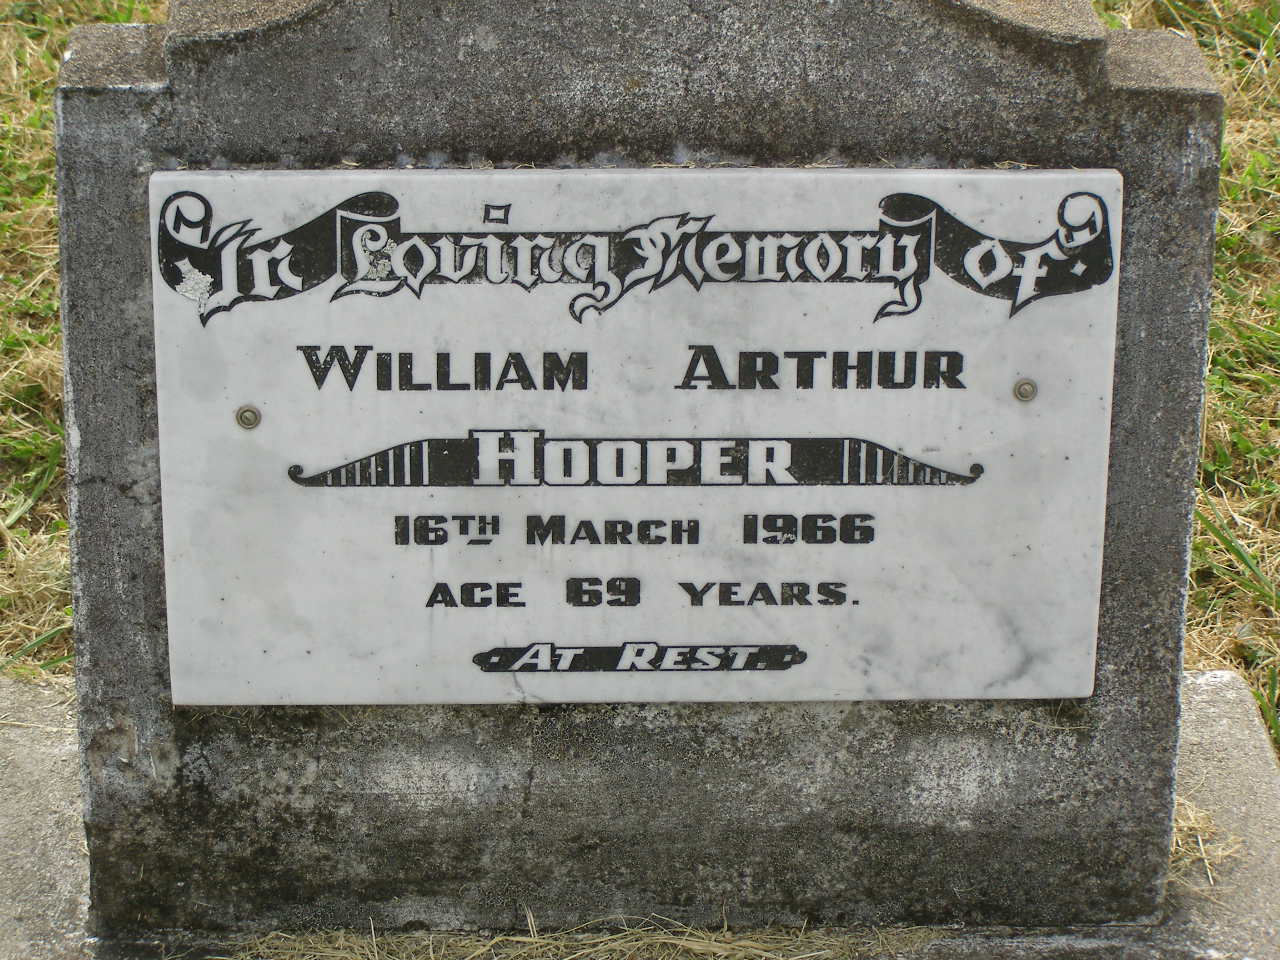 In Loving Memory of
WILLIAM ARTHUR
HOOPER
16TH MARCH 1966
AGE 69 YEARS.
AT REST.